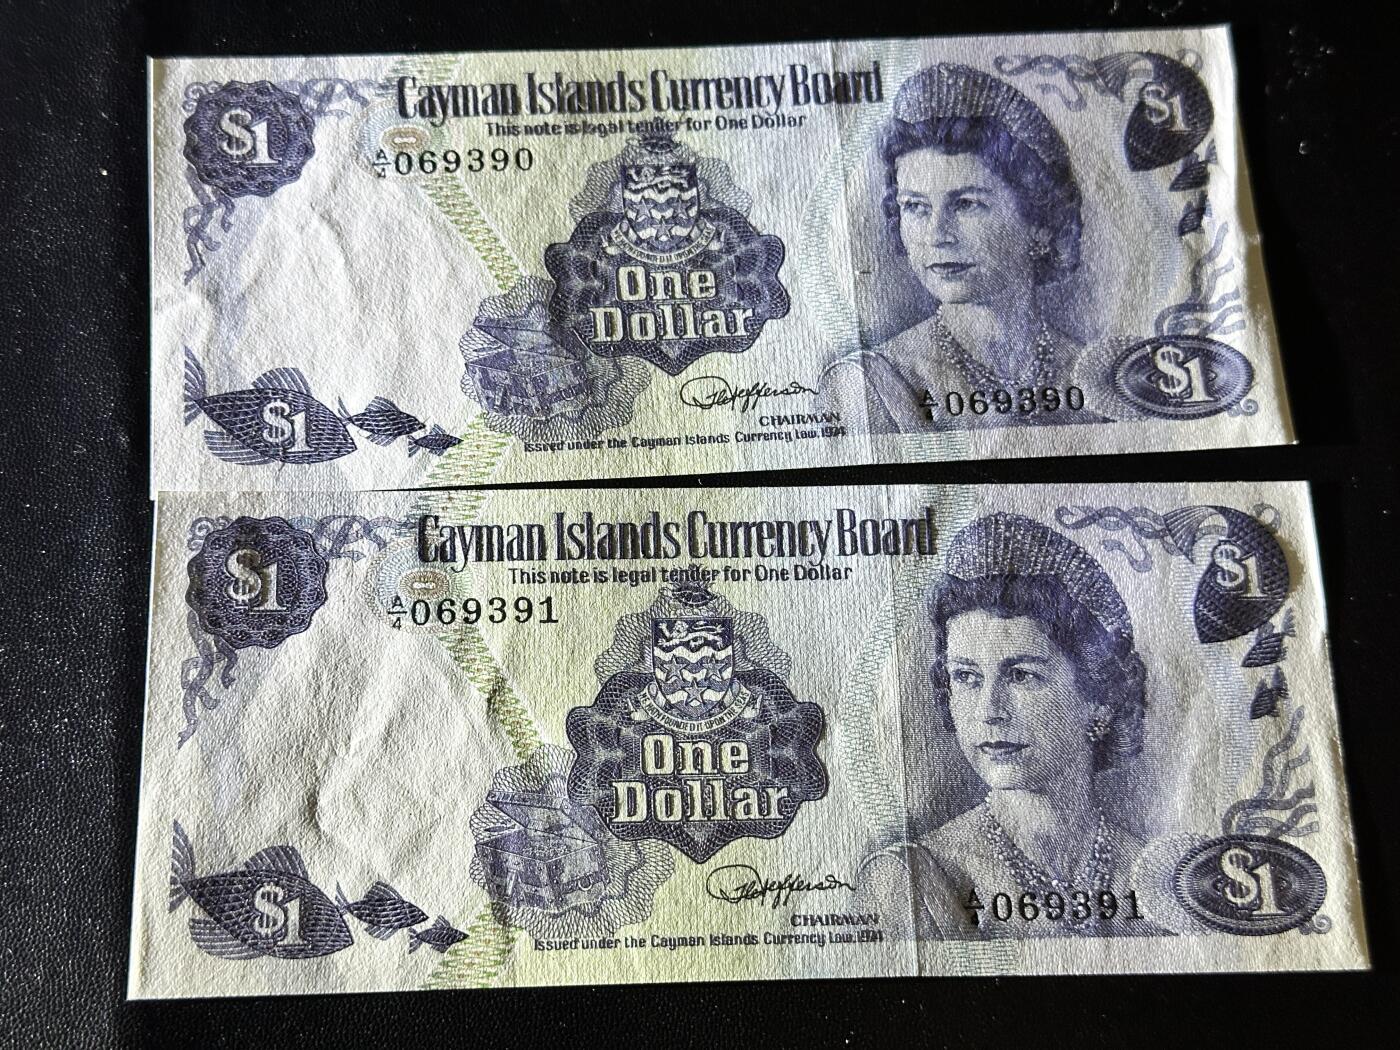 $1
Cayman Islands Currency Board
$1
This note is legal tender for One Dollar
A/4 069390
One
Dollar
CHAIRMAN
A/4 069390
$1
$1
Issued under the Cayman Islands Currency Law, 1974
$1
Cayman Islands Currency Board
$1
This note is legal tender for One Dollar
A/4 069391
One
Dollar
CHAIRMAN
A/4 069391
$1
$1
Issued under the Cayman Islands Currency Law, 1974